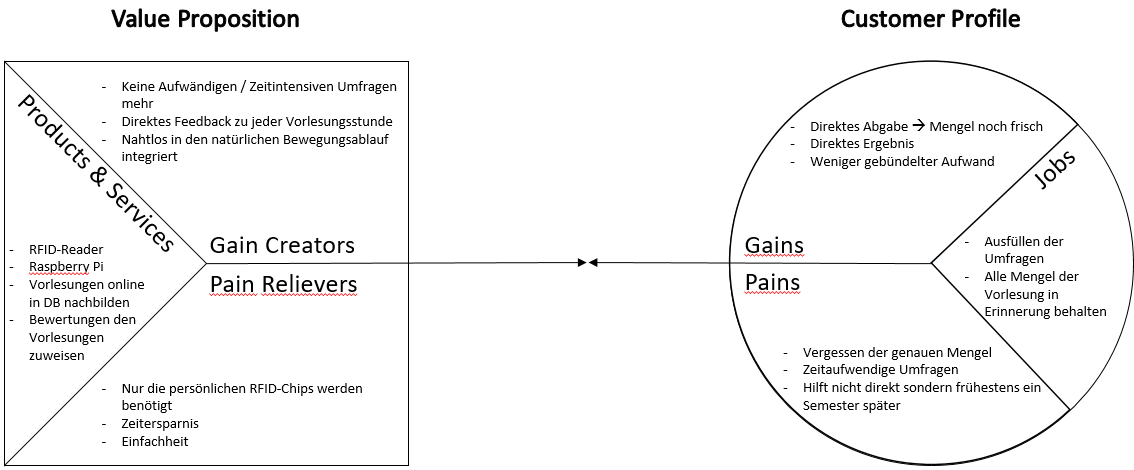 Value Proposition
Customer Profile
- Keine Aufwändigen / Zeitintensiven Umfragen
mehr
- Direktes Feedback zu jeder Vorlesungsstunde
- Nahtlos in den natürlichen Bewegungsablauf
integriert
Products & Services
- RFID-Reader
- Raspberry Pi
- Vorlesungen online
in DB nachbilden
- Bewertungen den
Vorlesungen
zuweisen
Gain Creators
Pain Relievers
- Nur die persönlichen RFID-Chips werden
benötigt
- Zeitersparnis
- Einfachheit
- Direktes Abgabe → Mengel noch frisch
- Direktes Ergebnis
- Weniger gebündelter Aufwand
Jobs
- Ausfüllen der
Umfragen
- Alle Mengel der
Vorlesung in
Erinnerung behalten
Gains
Pains
- Vergessen der genauen Mengel
- Zeitaufwendige Umfragen
- Hilft nicht direkt sondern frühestens ein
Semester später